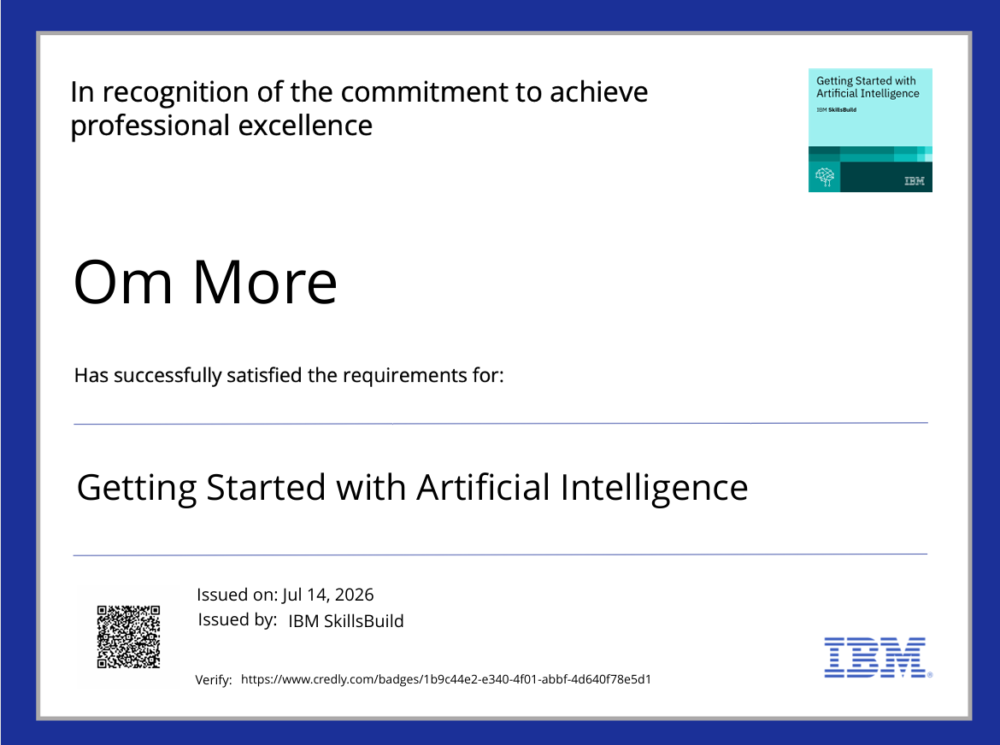 In recognition of the commitment to achieve
professional excellence
Getting Started with
Artificial Intelligence
IBM SkillsBuild
IBM
Om More
Has successfully satisfied the requirements for:
Getting Started with Artificial Intelligence
Issued on: Jul 14, 2026
Issued by: IBM SkillsBuild
Verify: https://www.credly.com/badges/1b9c44e2-e340-4f01-abbf-4d640f78e5d1
IBM®